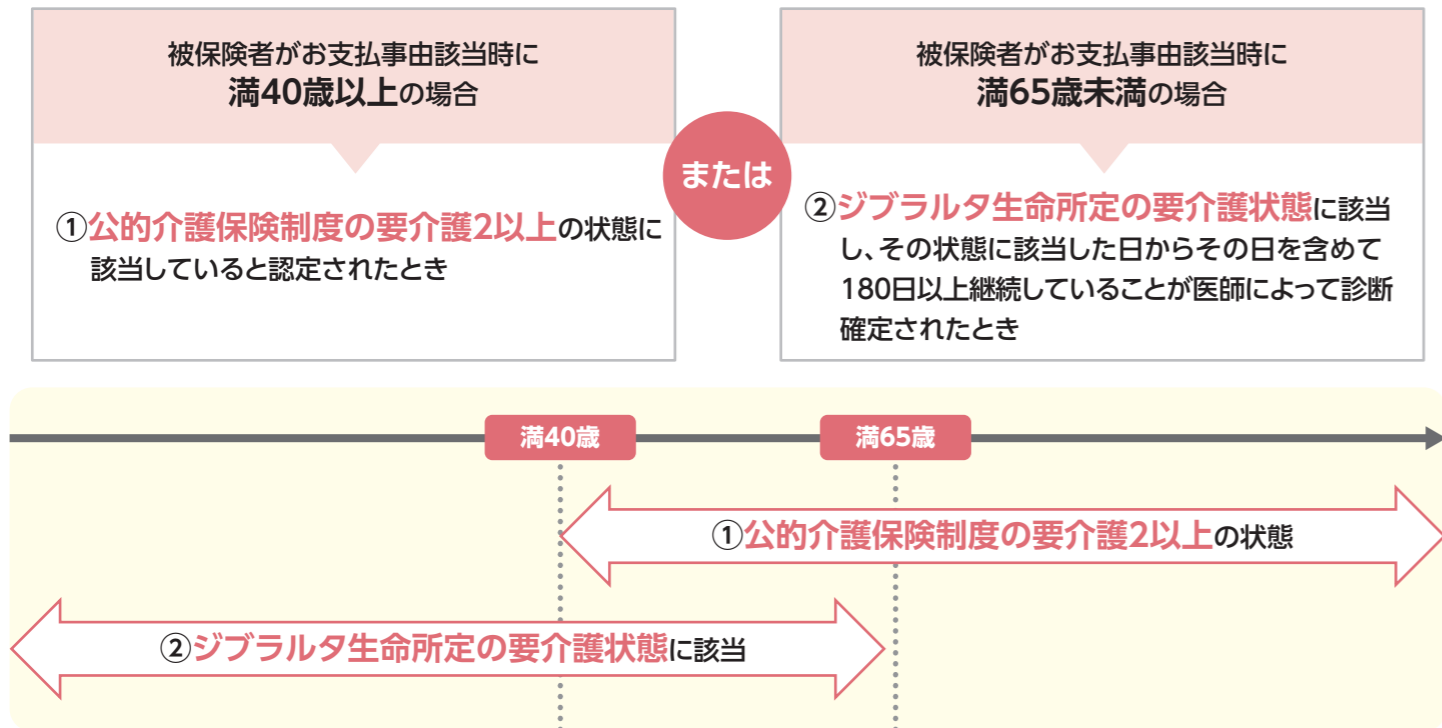 被保険者がお支払事由該当時に
満40歳以上の場合
①公的介護保険制度の要介護2以上の状態に
該当していると認定されたとき
または
被保険者がお支払事由該当時に
満65歳未満の場合
②ジブラルタ生命所定の要介護状態に該当
し、その状態に該当した日からその日を含めて
180日以上継続していることが医師によって診断
確定されたとき
満40歳
満65歳
①公的介護保険制度の要介護2以上の状態
②ジブラルタ生命所定の要介護状態に該当